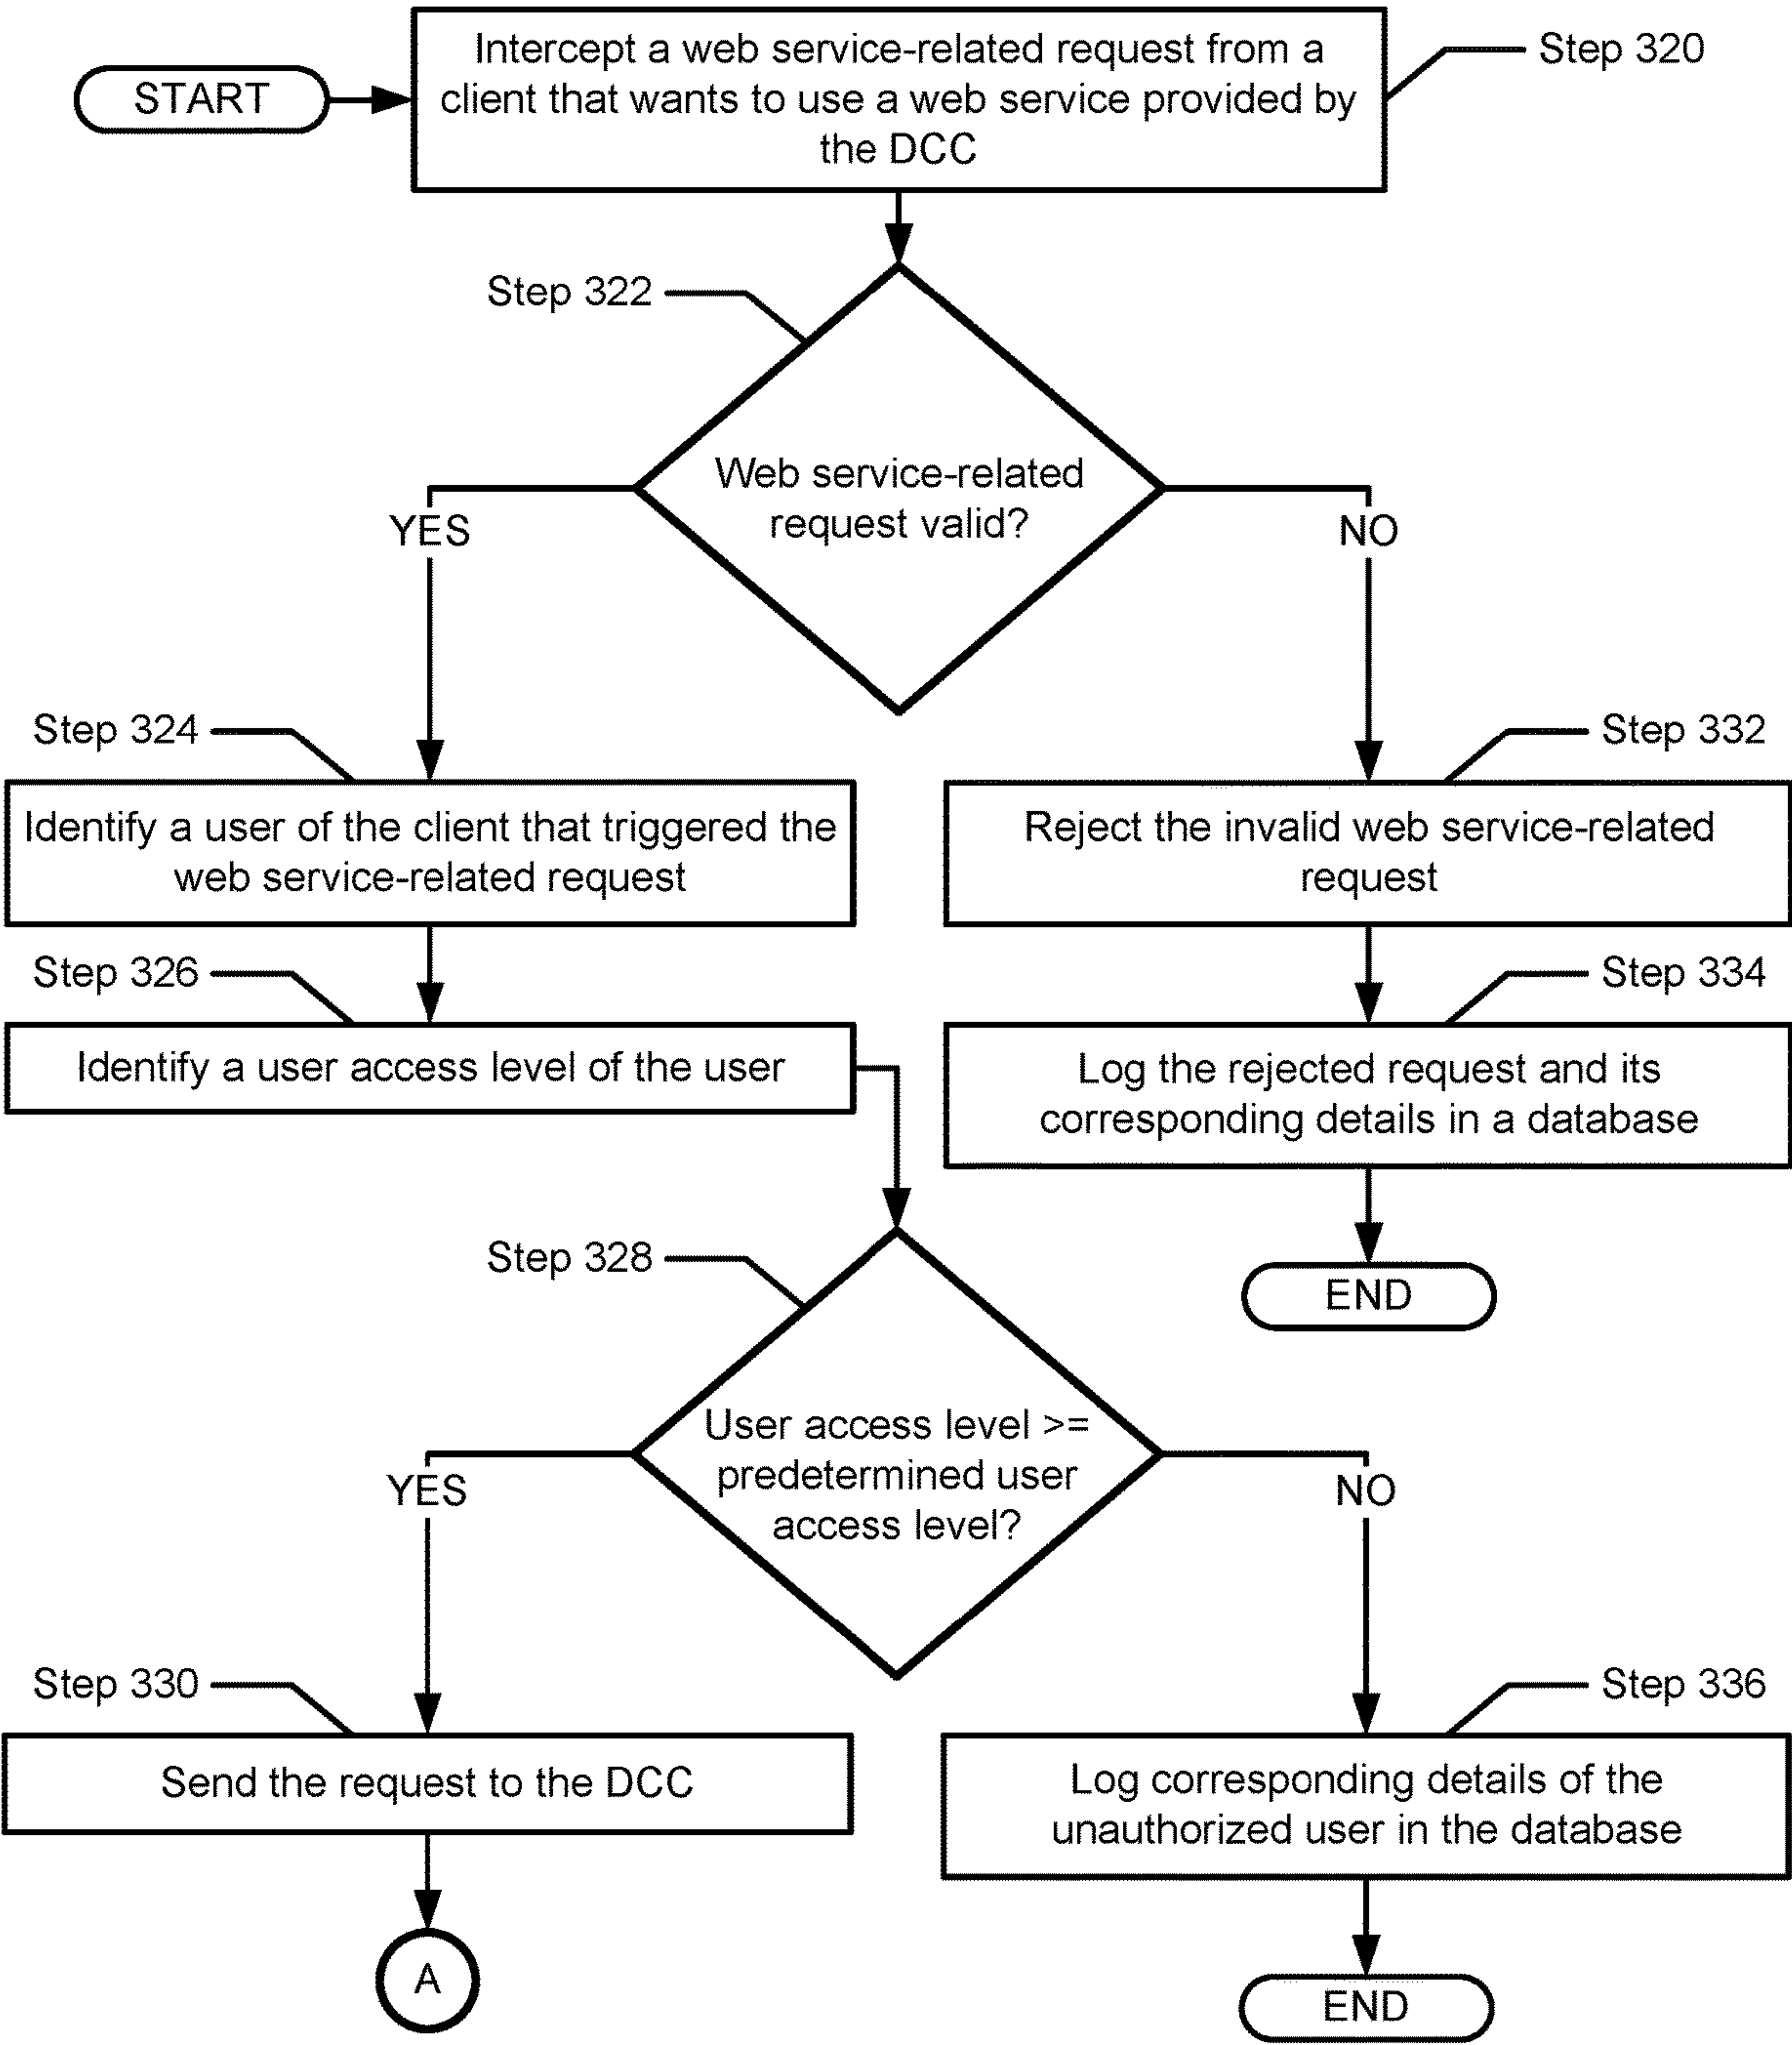 START
Intercept a web service-related request from a
client that wants to use a web service provided by
the DCC
Step 320
Step 322
Web service-related
request valid?
YES
NO
Step 324
Step 332
Identify a user of the client that triggered the
web service-related request
Reject the invalid web service-related
request
Step 326
Step 334
Identify a user access level of the user
Log the rejected request and its
corresponding details in a database
Step 328
END
User access level >=
predetermined user
access level?
YES
NO
Step 330
Step 336
Send the request to the DCC
Log corresponding details of the
unauthorized user in the database
A
END